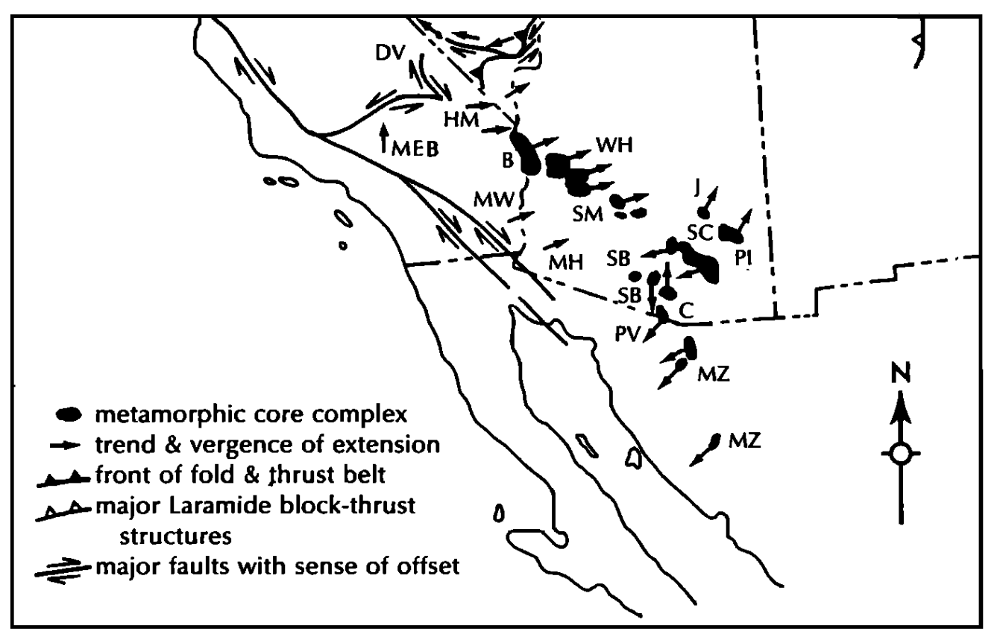 DV
HM
MEB
B
WH
MW
SM
J
SC
MH
SB
PI
SB
C
PV
MZ
N
metamorphic core complex
trend & vergence of extension
MZ
front of fold & thrust belt
major Laramide block-thrust
structures
major faults with sense of offset